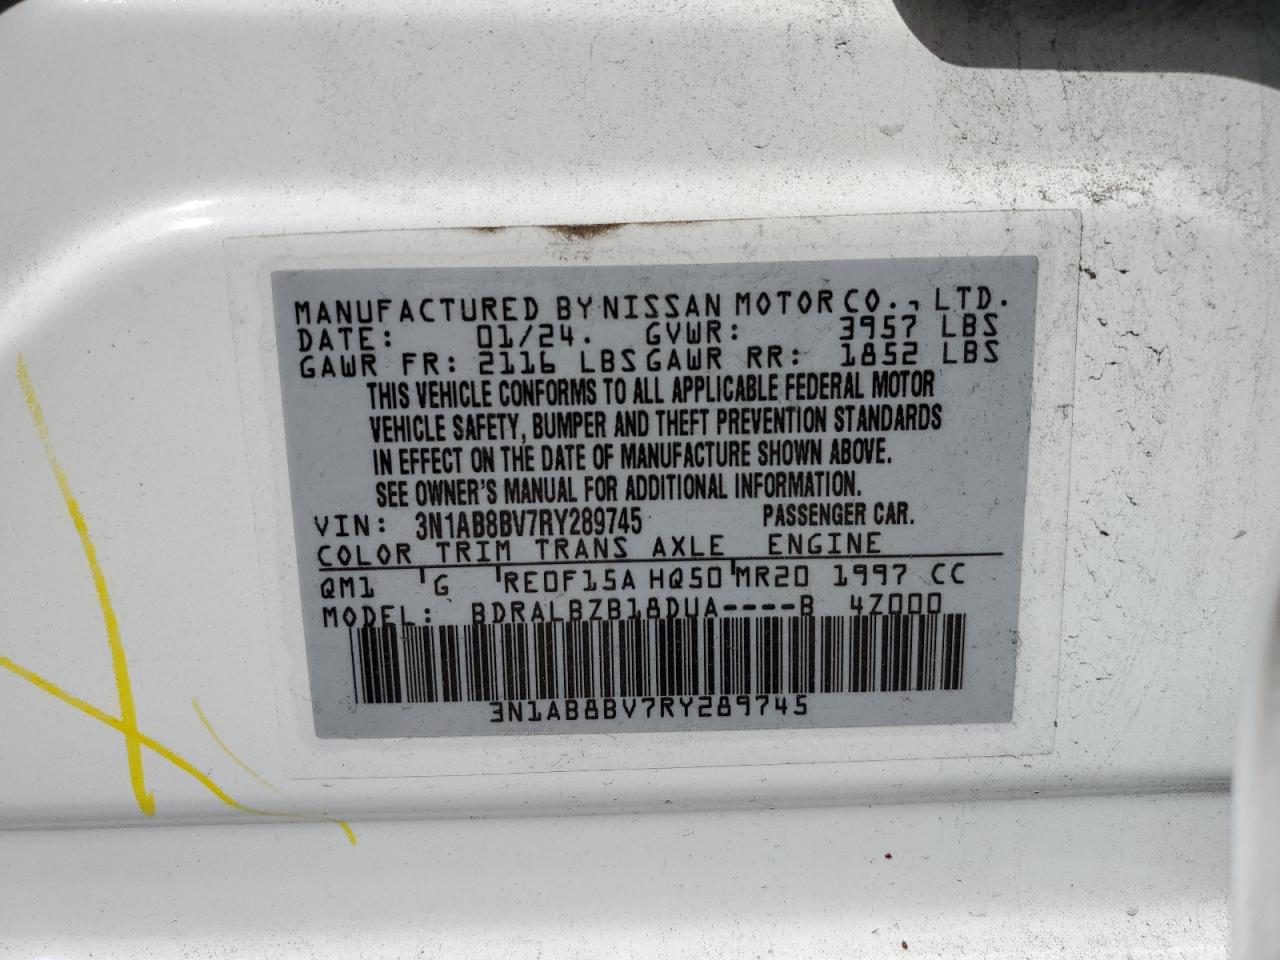 MANUFACTURED BY NISSAN MOTOR CO., LTD.
DATE: 01/24. GVWR: 3957 LBS
GAWR FR: 2116 LBS GAWR RR: 1852 LBS
THIS VEHICLE CONFORMS TO ALL APPLICABLE FEDERAL MOTOR
VEHICLE SAFETY, BUMPER AND THEFT PREVENTION STANDARDS
IN EFFECT ON THE DATE OF MANUFACTURE SHOWN ABOVE.
SEE OWNER'S MANUAL FOR ADDITIONAL INFORMATION.
VIN: 3N1AB8BV7RY289745 PASSENGER CAR.
COLOR TRIM TRANS AXLE ENGINE
QM1 ' G ' RE0F15A HQ50 ' MR20 1997 CC
MODEL: BDRALBZB18DUA----B 4Z000
3N1AB8BV7RY289745